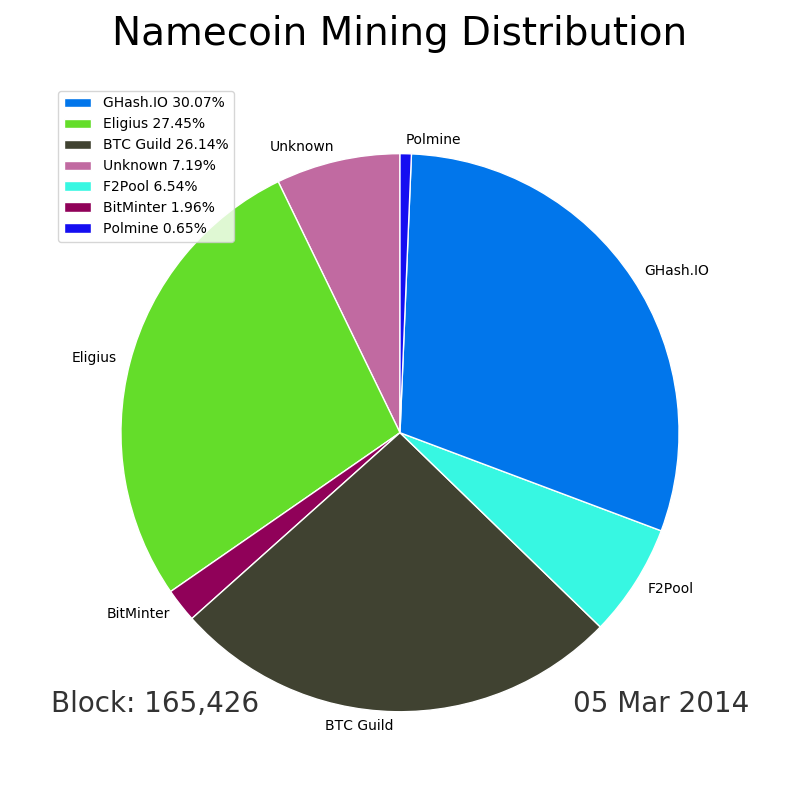 Namecoin Mining Distribution
GHash.IO 30.07%
Eligius 27.45%
BTC Guild 26.14%
Unknown 7.19%
F2Pool 6.54%
BitMinter 1.96%
Polmine 0.65%
Polmine
Unknown
GHash.IO
Eligius
F2Pool
BitMinter
BTC Guild
Block: 165,426
05 Mar 2014